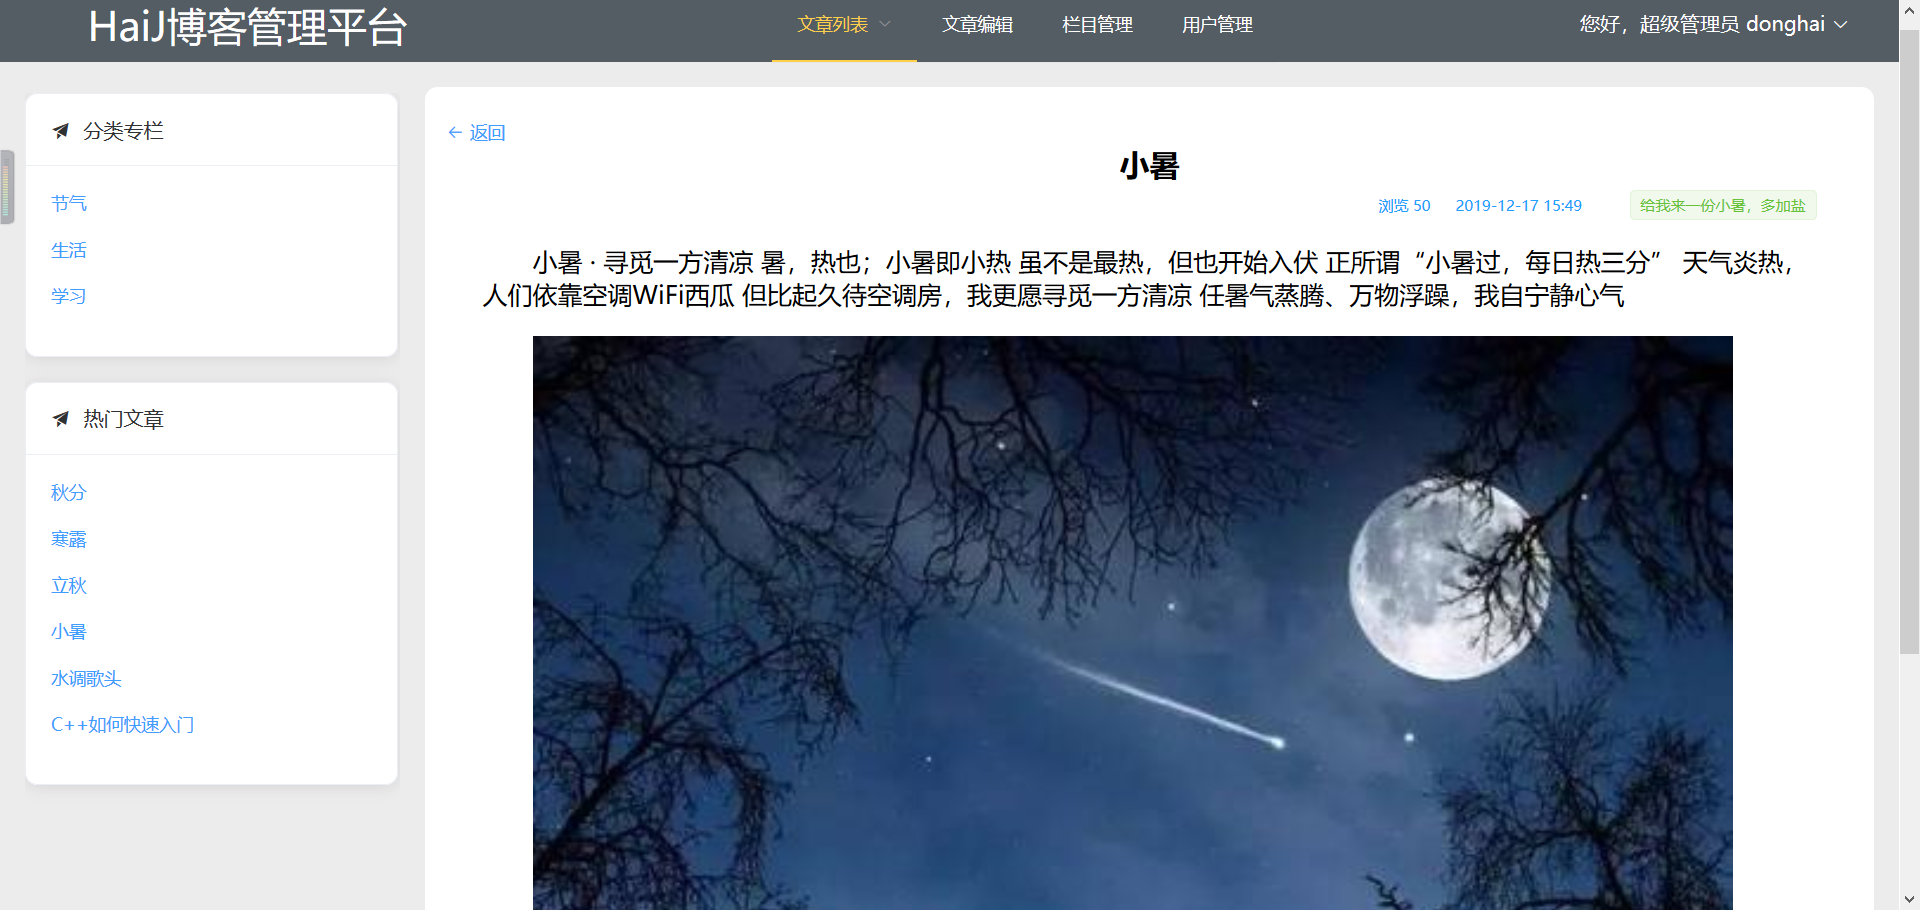 HaiJ博客管理平台
文章列表
文章编辑
栏目管理
用户管理
您好，超级管理员 donghai
分类专栏
节气
生活
学习
热门文章
秋分
寒露
立秋
小暑
水调歌头
C++如何快速入门
返回
小暑
浏览 50
2019-12-17 15:49
给我来一份小暑，多加盐
小暑 · 寻觅一方清凉 暑，热也；小暑即小热 虽不是最热，但也开始入伏 正所谓“小暑过，每日热三分” 天气炎热，
人们依靠空调WiFi西瓜 但比起久待空调房，我更愿寻觅一方清凉 任暑气蒸腾、万物浮躁，我自宁静心气